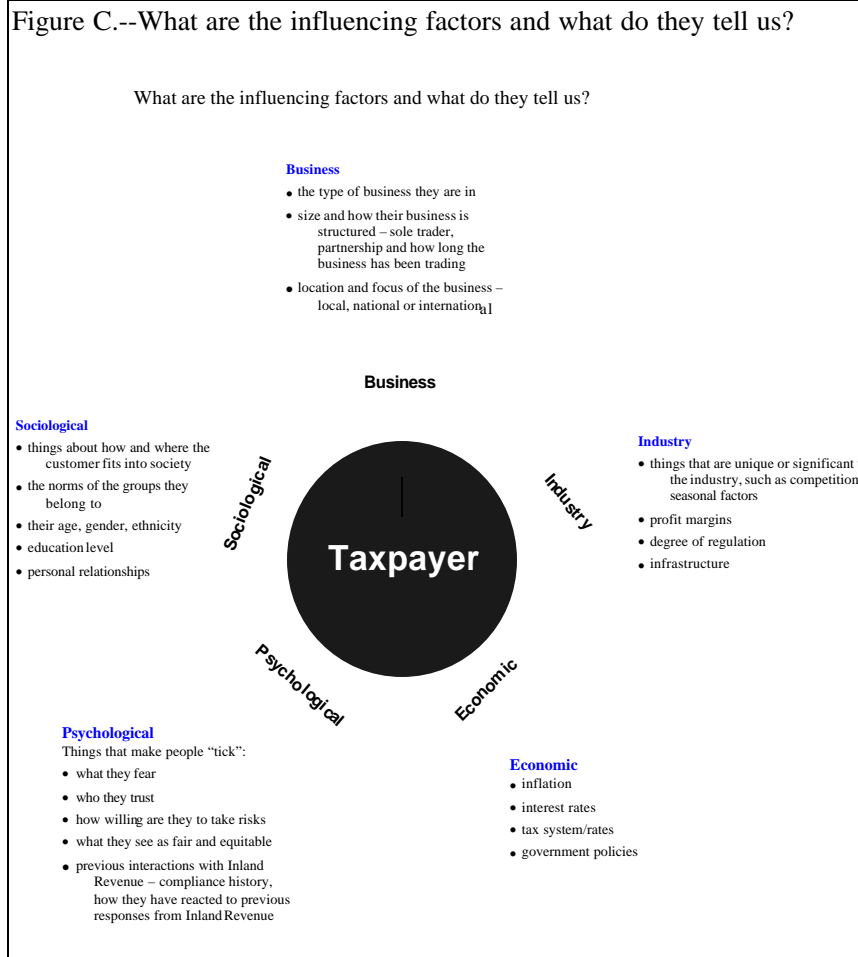 Figure C.--What are the influencing factors and what do they tell us?
What are the influencing factors and what do they tell us?
Business
• the type of business they are in
• size and how their business is
structured – sole trader,
partnership and how long the
business has been trading
• location and focus of the business –
local, national or international
Business
Sociological
• things about how and where the
customer fits into society
• the norms of the groups they
belong to
• their age, gender, ethnicity
• education level
• personal relationships
Sociological
Industry
Industry
• things that are unique or significant
the industry, such as competition
seasonal factors
• profit margins
• degree of regulation
• infrastructure
Taxpayer
Psychological
Economic
Psychological
Things that make people “tick”:
• what they fear
• who they trust
• how willing are they to take risks
• what they see as fair and equitable
• previous interactions with Inland
Revenue – compliance history,
how they have reacted to previous
responses from Inland Revenue
Economic
• inflation
• interest rates
• tax system/rates
• government policies